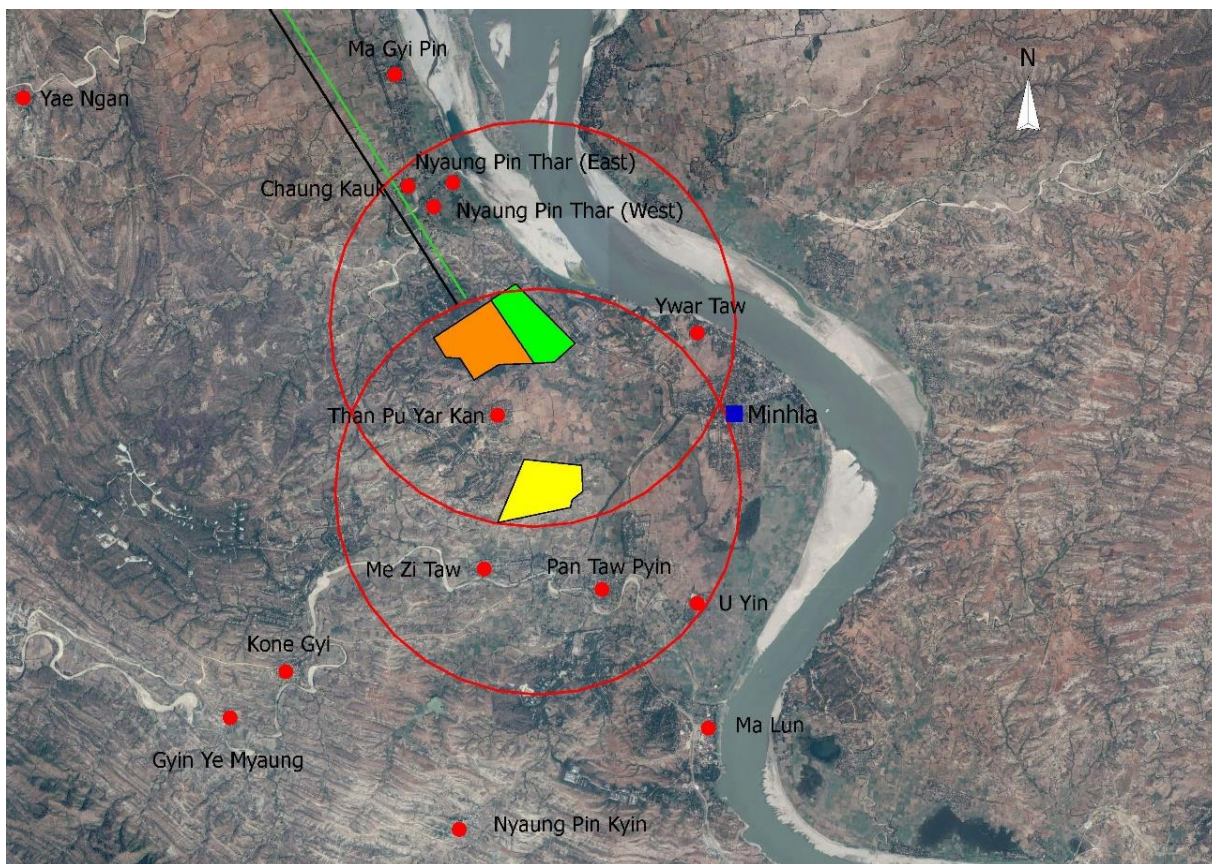 Ma Gyi Pin
N
Yae Ngan
Nyaung Pin Thar (East)
Chaung Kauk
Nyaung Pin Thar (West)
Ywar Taw
Than Pu Yar Kan
Minhla
Me Zi Taw
Pan Taw Pyin
U Yin
Kone Gyi
Ma Lun
Gyin Ye Myaung
Nyaung Pin Kyin